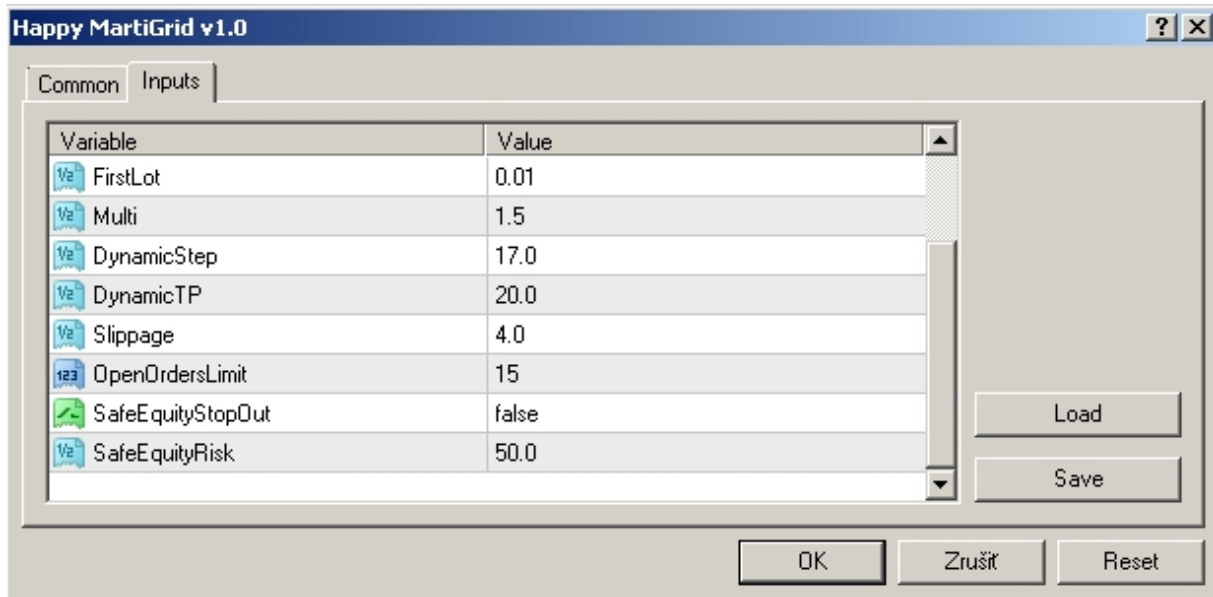 Happy MartiGrid v1.0
Common Inputs
Variable Value
FirstLot 0.01
Multi 1.5
DynamicStep 17.0
DynamicTP 20.0
Slippage 4.0
OpenOrdersLimit 15
SafeEquityStopOut false
SafeEquityRisk 50.0
Load
Save
OK Zrušiť Reset